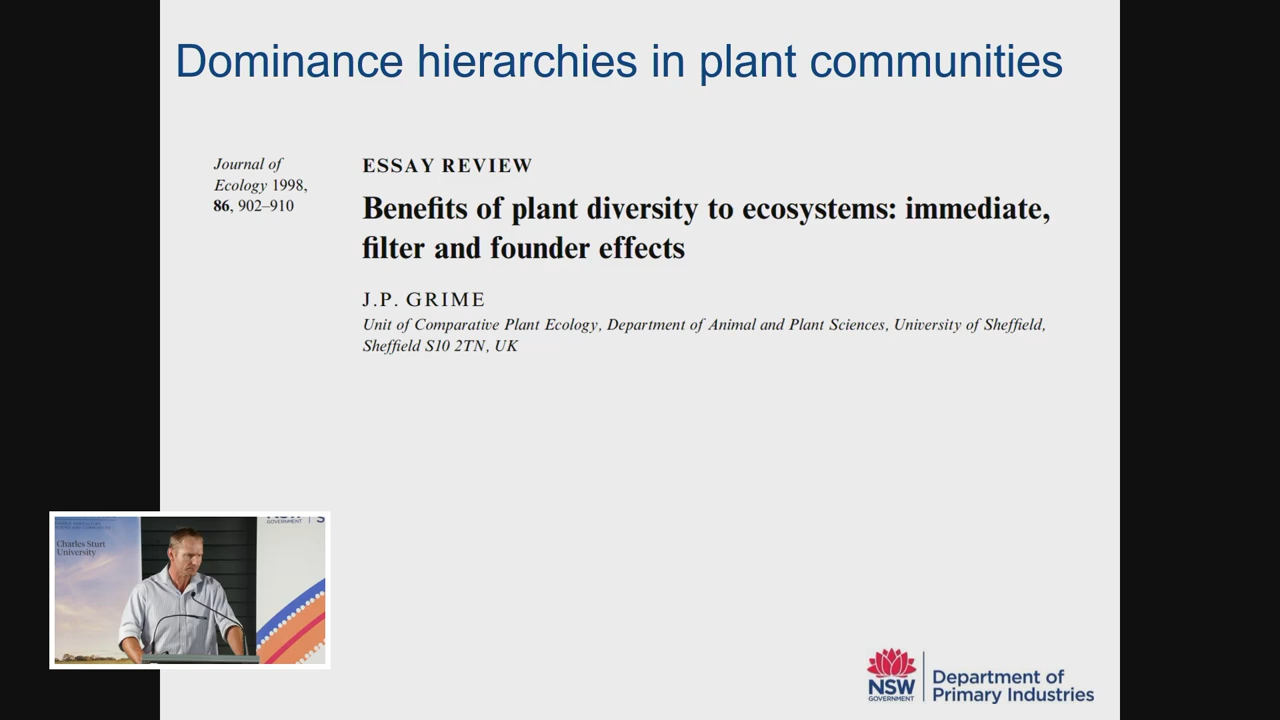 Dominance hierarchies in plant communities
Journal of
Ecology 1998,
86, 902–910
ESSAY REVIEW
Benefits of plant diversity to ecosystems: immediate,
filter and founder effects
J.P. GRIME
Unit of Comparative Plant Ecology, Department of Animal and Plant Sciences, University of Sheffield,
Sheffield S10 2TN, UK
Charles Sturt
University
NSW
GOVERNMENT
S
NSW
GOVERNMENT
Department of
Primary Industries